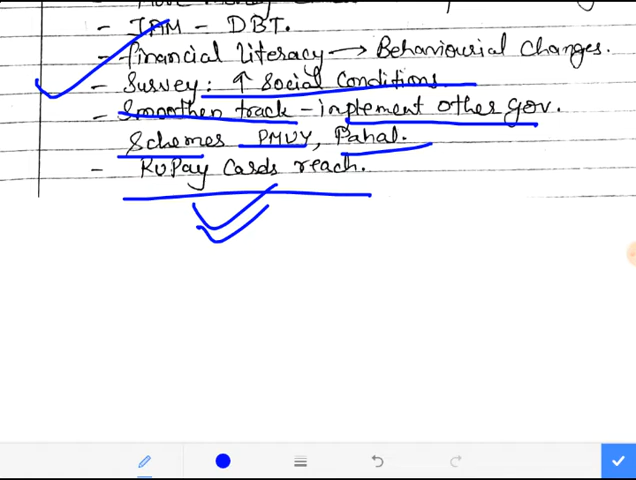 - JAM - DBT.
- Financial Literacy → Behaviourial Changes.
- Survey: ↑ Social Conditions
- Smoothen track - implement other gov.
Schemes PMUY, Pahal.
- RuPay Cards reach.